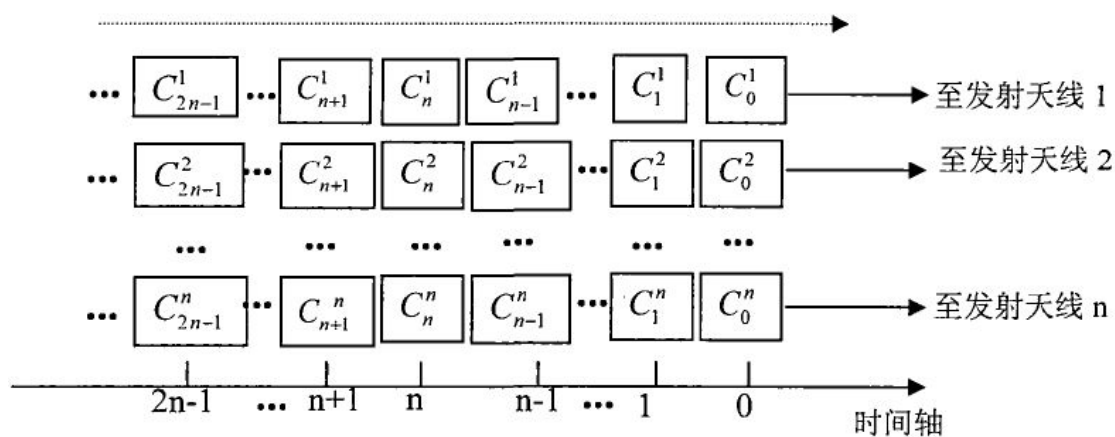 ... C^1_{2n-1} ... C^1_{n+1} C^1_n C^1_{n-1} ... C^1_1 C^1_0 至发射天线 1
... C^2_{2n-1} ... C^2_{n+1} C^2_n C^2_{n-1} ... C^2_1 C^2_0 至发射天线 2
... ... ... ... ... ...
... C^n_{2n-1} ... C^n_{n+1} C^n_n C^n_{n-1} ... C^n_1 C^n_0 至发射天线 n
2n-1 ... n+1 n n-1 ... 1 0
时间轴